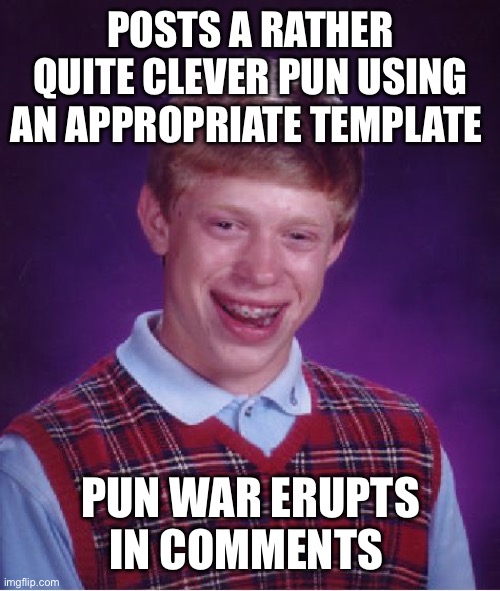 POSTS A RATHER
QUITE CLEVER PUN USING
AN APPROPRIATE TEMPLATE
PUN WAR ERUPTS
IN COMMENTS
imgflip.com